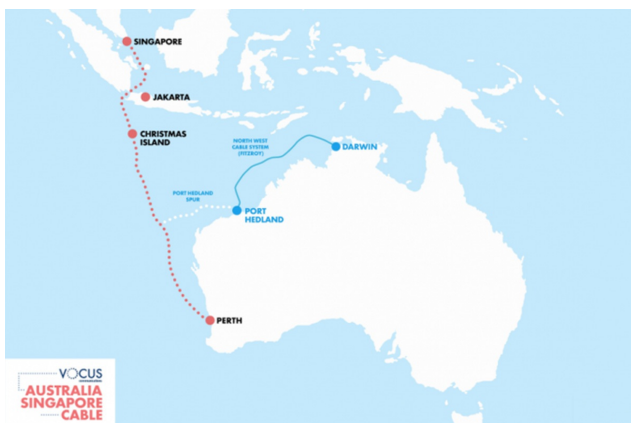 SINGAPORE
JAKARTA
CHRISTMAS
ISLAND
NORTH WEST
CABLE SYSTEM
(FITZROY)
DARWIN
PORT HEDLAND
SPUR
PORT
HEDLAND
PERTH
VOCUS
AUSTRALIA
SINGAPORE
CABLE